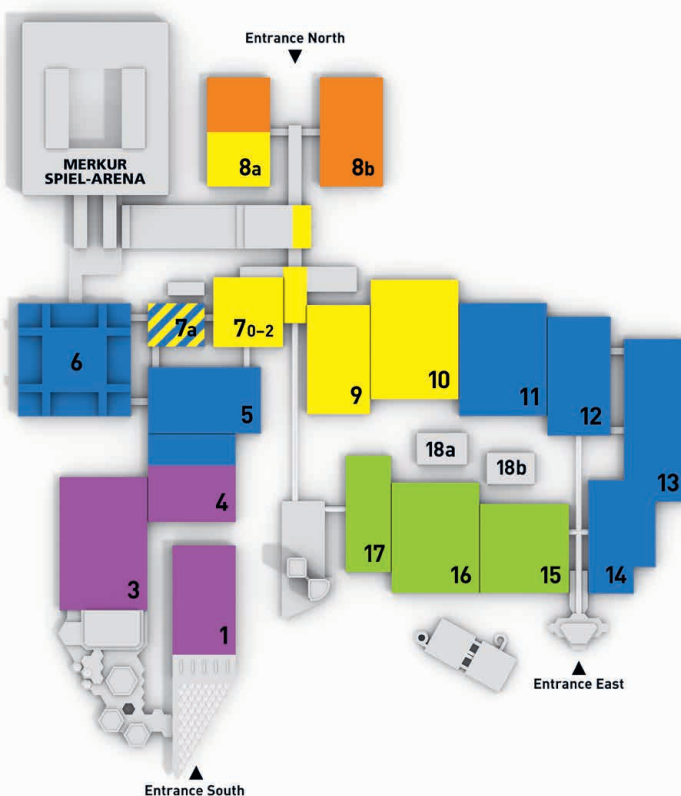 Entrance North
MERKUR
SPIEL-ARENA
8a
8b
7a
70-2
6
5
9
10
11
12
13
4
18a
18b
3
17
16
15
14
1
Entrance East
Entrance South